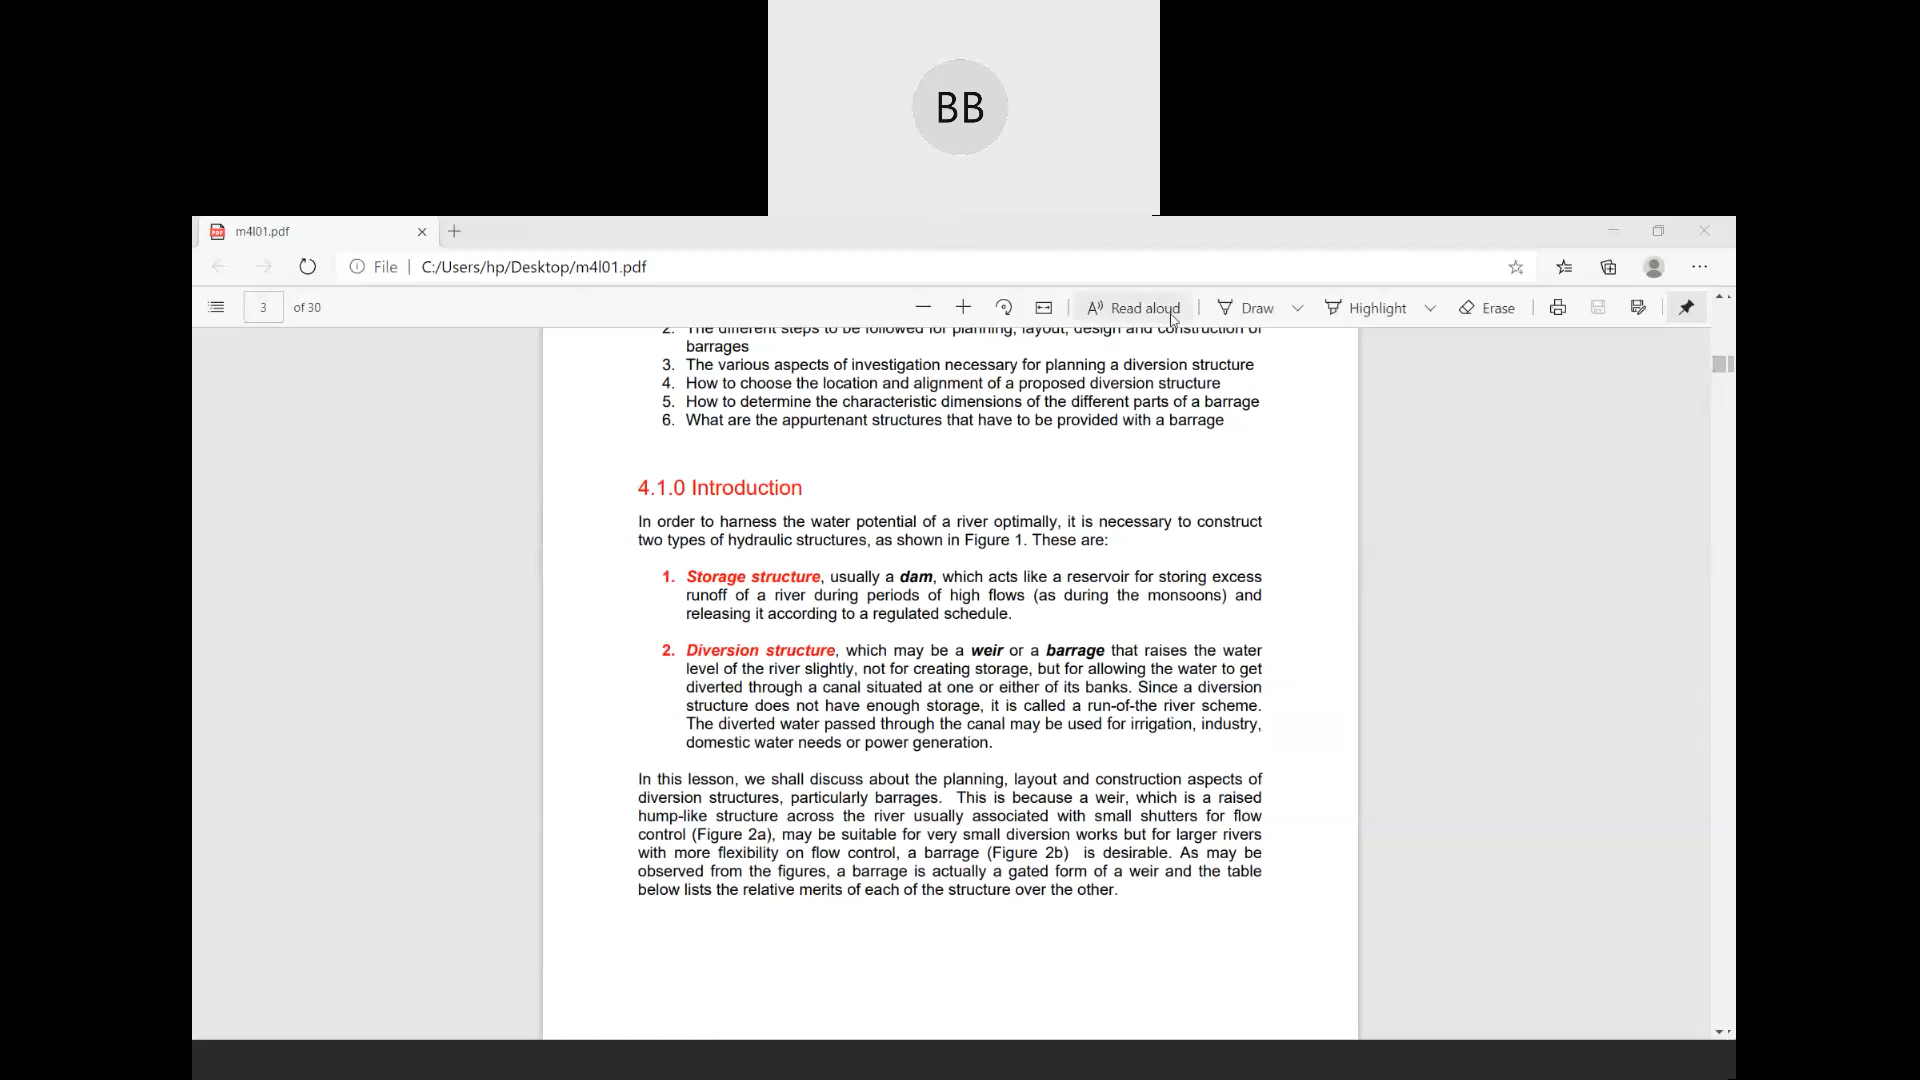 BB
m4l01.pdf
File | C:/Users/hp/Desktop/m4l01.pdf
3 of 30
Read aloud
Draw
Highlight
Erase
2. The different steps to be followed for planning, layout, design and construction of
barrages
3. The various aspects of investigation necessary for planning a diversion structure
4. How to choose the location and alignment of a proposed diversion structure
5. How to determine the characteristic dimensions of the different parts of a barrage
6. What are the appurtenant structures that have to be provided with a barrage
4.1.0 Introduction
In order to harness the water potential of a river optimally, it is necessary to construct
two types of hydraulic structures, as shown in Figure 1. These are:
1. Storage structure, usually a dam, which acts like a reservoir for storing excess
runoff of a river during periods of high flows (as during the monsoons) and
releasing it according to a regulated schedule.
2. Diversion structure, which may be a weir or a barrage that raises the water
level of the river slightly, not for creating storage, but for allowing the water to get
diverted through a canal situated at one or either of its banks. Since a diversion
structure does not have enough storage, it is called a run-of-the river scheme.
The diverted water passed through the canal may be used for irrigation, industry,
domestic water needs or power generation.
In this lesson, we shall discuss about the planning, layout and construction aspects of
diversion structures, particularly barrages. This is because a weir, which is a raised
hump-like structure across the river usually associated with small shutters for flow
control (Figure 2a), may be suitable for very small diversion works but for larger rivers
with more flexibility on flow control, a barrage (Figure 2b) is desirable. As may be
observed from the figures, a barrage is actually a gated form of a weir and the table
below lists the relative merits of each of the structure over the other.